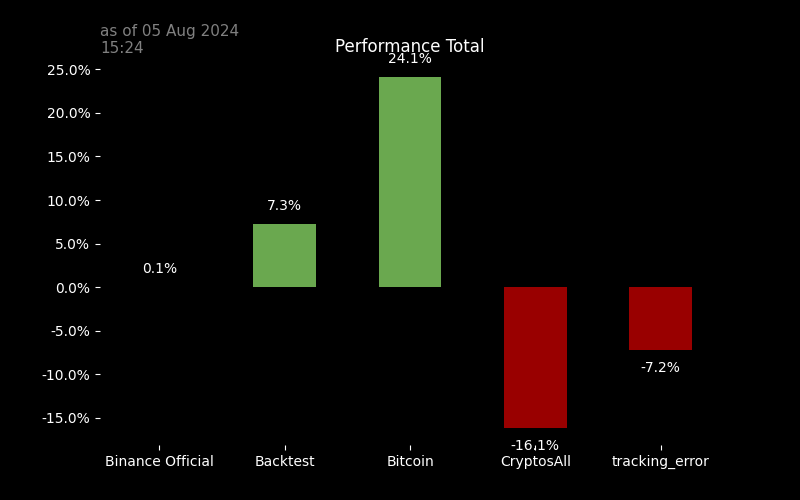 as of 05 Aug 2024
15:24
Performance Total
25.0%
20.0%
15.0%
10.0%
5.0%
0.0%
-5.0%
-10.0%
-15.0%
0.1%
7.3%
24.1%
-16.1%
-7.2%
Binance Official
Backtest
Bitcoin
CryptosAll
tracking_error